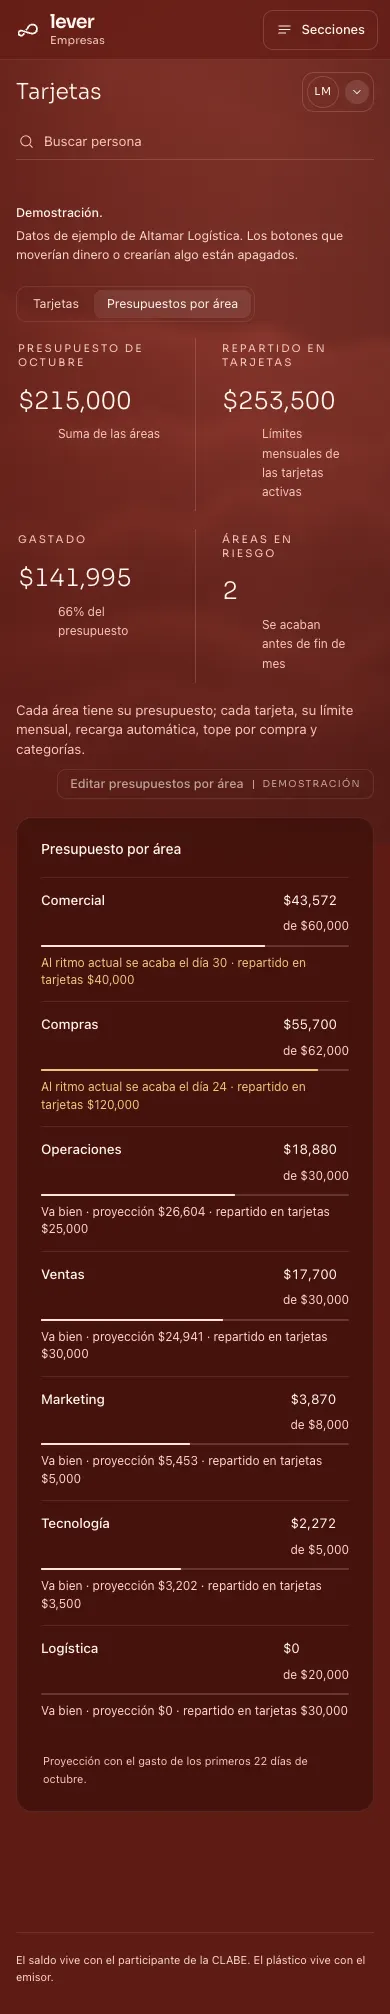 lever
Empresas
Secciones
Tarjetas
LM
Buscar persona
Demostración.
Datos de ejemplo de Altamar Logística. Los botones que
moverían dinero o crearían algo están apagados.
Tarjetas
Presupuestos por área
PRESUPUESTO DE
OCTUBRE
$215,000
Suma de las áreas
REPARTIDO EN
TARJETAS
$253,500
Límites
mensuales de
las tarjetas
activas
GASTADO
$141,995
66% del
presupuesto
ÁREAS EN
RIESGO
2
Se acaban
antes de fin de
mes
Cada área tiene su presupuesto; cada tarjeta, su límite
mensual, recarga automática, tope por compra y
categorías.
Editar presupuestos por área | DEMOSTRACIÓN
Presupuesto por área
Comercial
$43,572
de $60,000
Al ritmo actual se acaba el día 30 · repartido en
tarjetas $40,000
Compras
$55,700
de $62,000
Al ritmo actual se acaba el día 24 · repartido en
tarjetas $120,000
Operaciones
$18,880
de $30,000
Va bien · proyección $26,604 · repartido en tarjetas
$25,000
Ventas
$17,700
de $30,000
Va bien · proyección $24,941 · repartido en tarjetas
$30,000
Marketing
$3,870
de $8,000
Va bien · proyección $5,453 · repartido en tarjetas
$5,000
Tecnología
$2,272
de $5,000
Va bien · proyección $3,202 · repartido en tarjetas
$3,500
Logística
$0
de $20,000
Va bien · proyección $0 · repartido en tarjetas $30,000
Proyección con el gasto de los primeros 22 días de
octubre.
El saldo vive con el participante de la CLABE. El plástico vive con el
emisor.